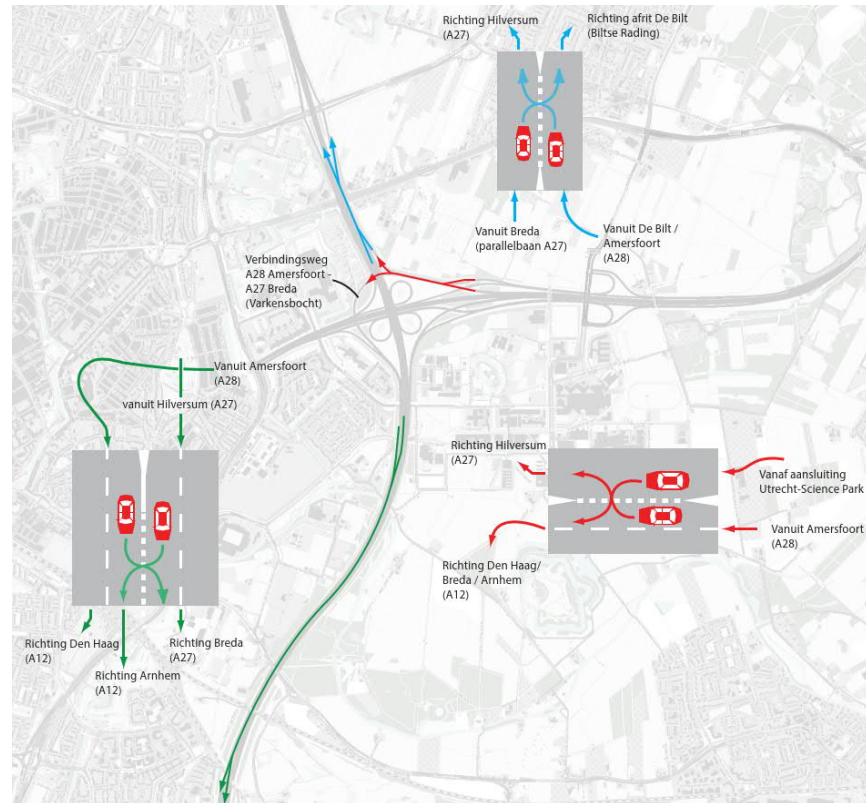 Richting Hilversum
(A27)
Richting afrit De Bilt
(Biltse Rading)
Vanuit Breda
(parallelbaan A27)
Vanuit De Bilt /
Amersfoort
(A28)
Verbindingsweg
A28 Amersfoort -
A27 Breda
(Varkensbocht)
Vanuit Amersfoort
(A28)
vanuit Hilversum (A27)
Richting Hilversum
(A27)
Vanaf aansluiting
Utrecht-Science Park
Vanuit Amersfoort
(A28)
Richting Den Haag/
Breda / Arnhem
(A12)
Richting Den Haag
(A12)
Richting Arnhem
(A12)
Richting Breda
(A27)